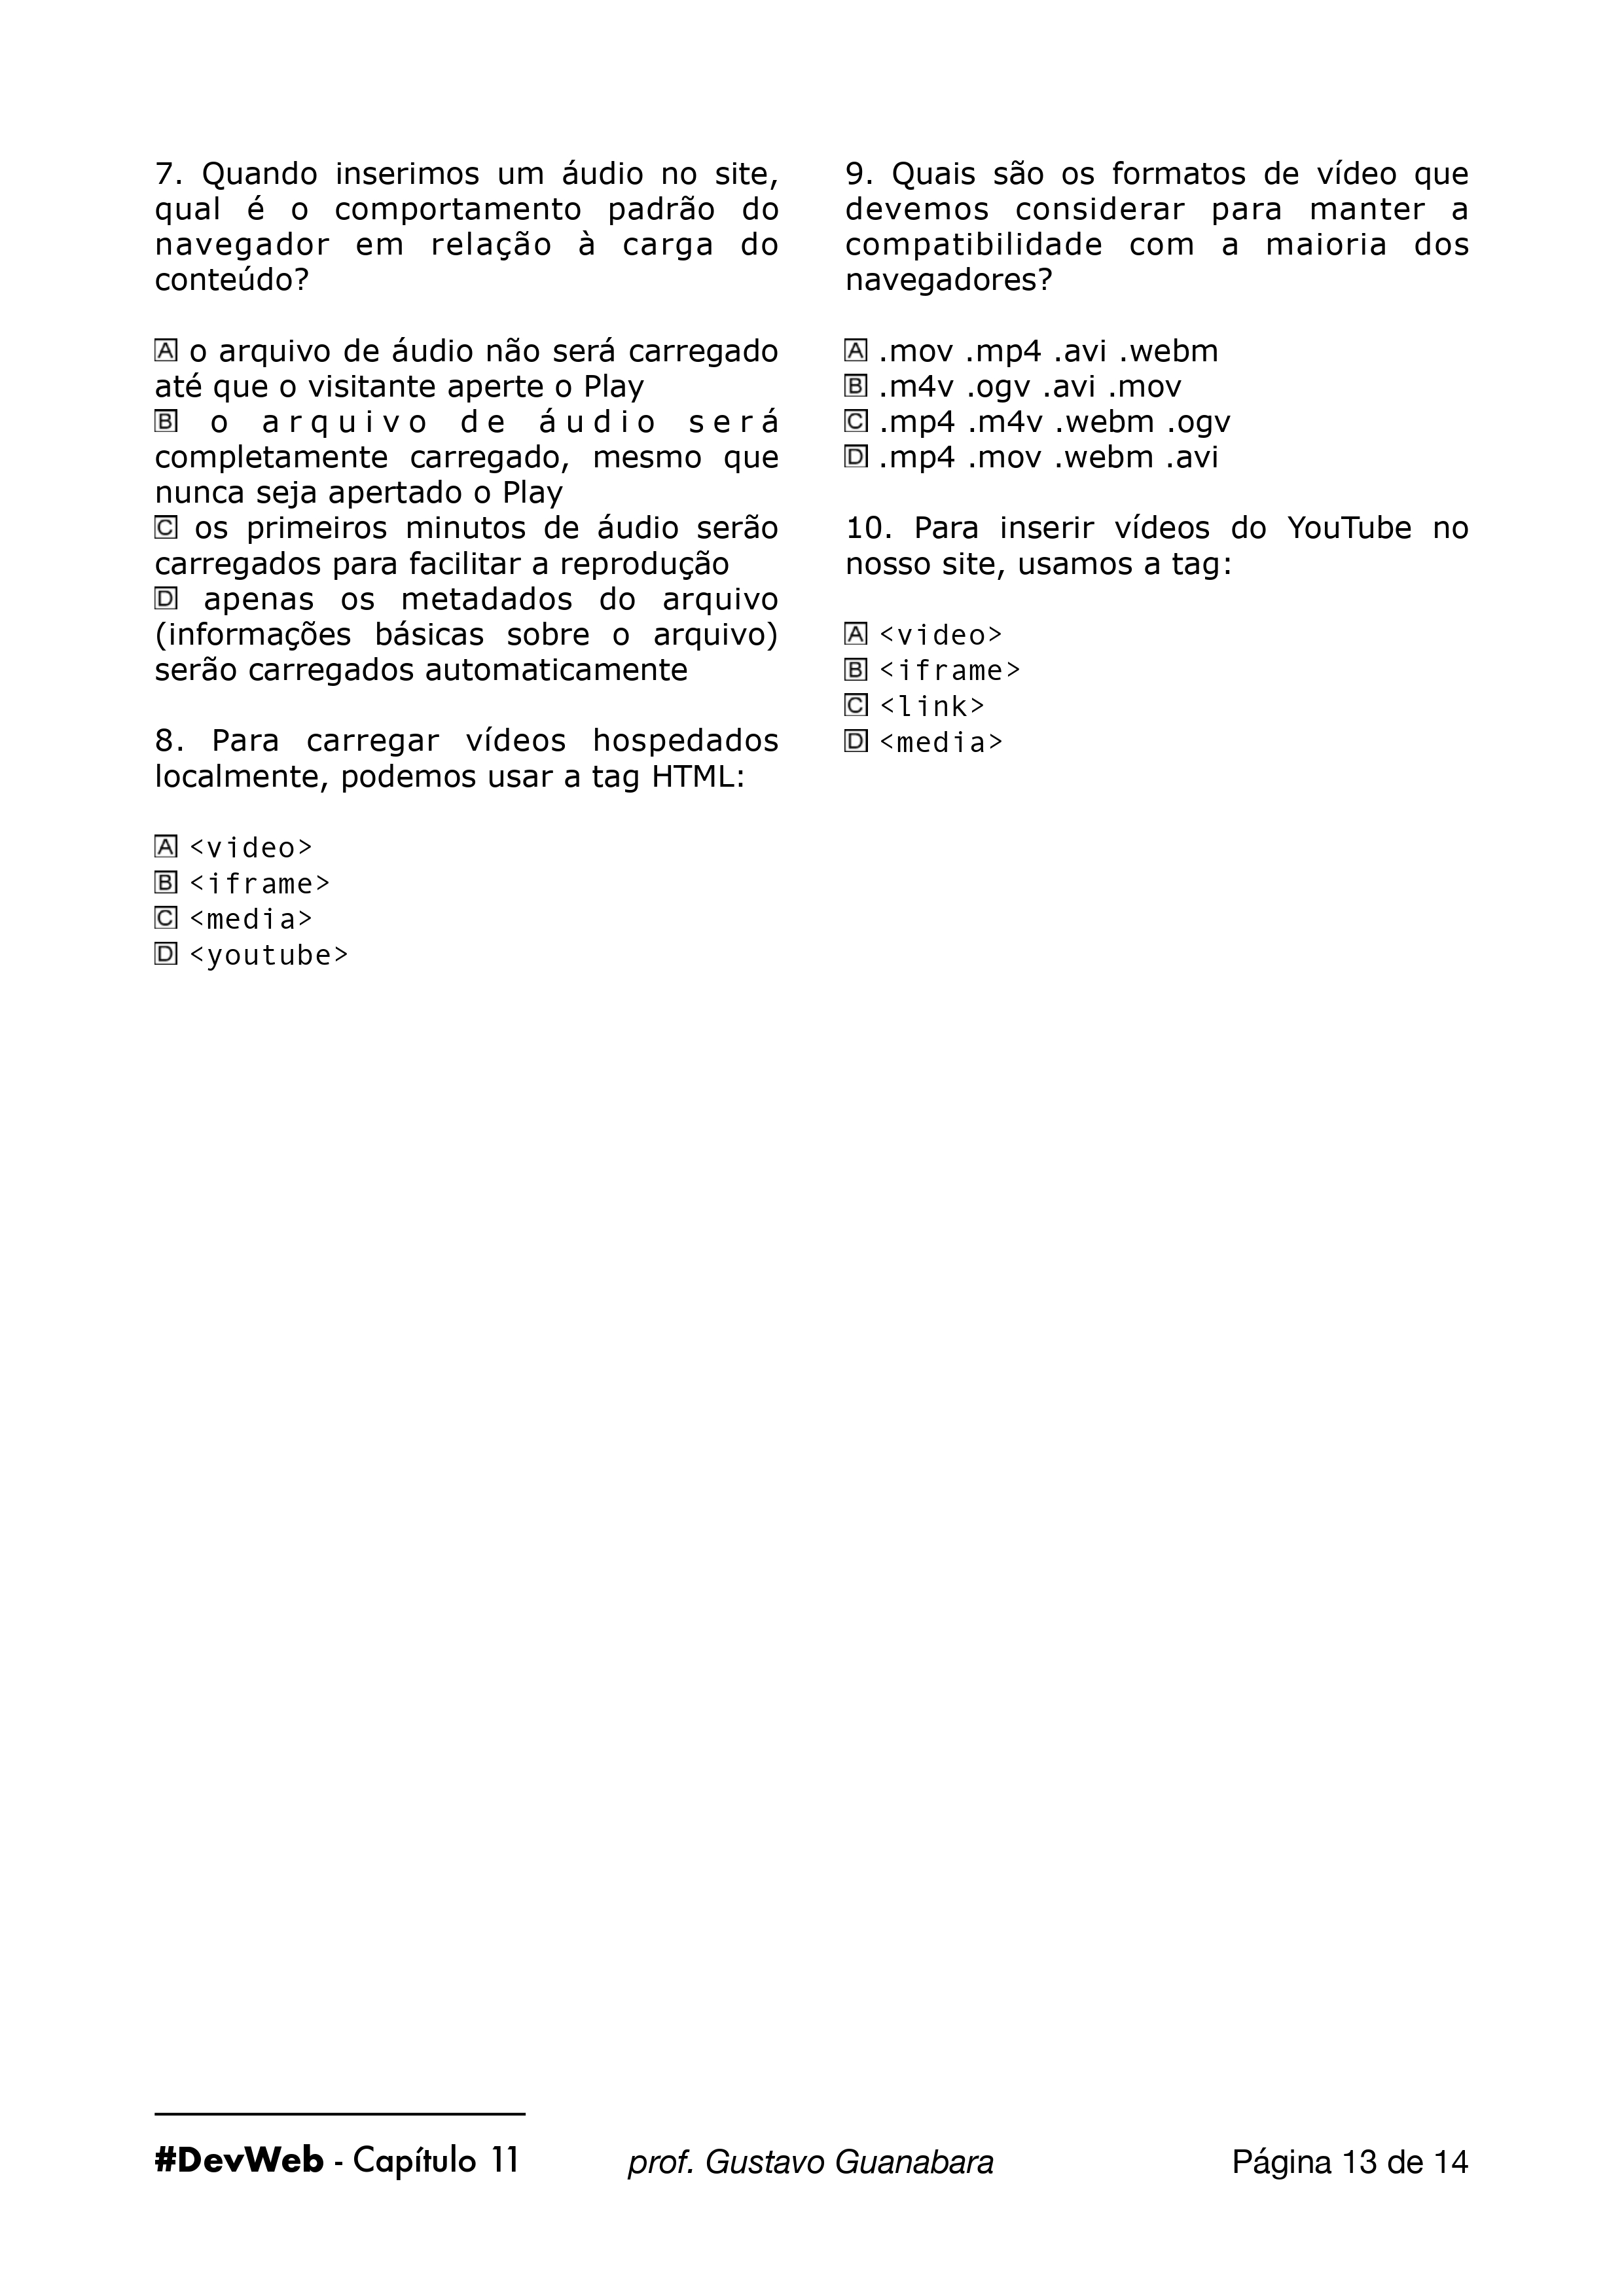 7. Quando inserimos um áudio no site,
qual é o comportamento padrão do
navegador em relação à carga do
conteúdo?
A o arquivo de áudio não será carregado
até que o visitante aperte o Play
B o arquivo de áudio será
completamente carregado, mesmo que
nunca seja apertado o Play
C os primeiros minutos de áudio serão
carregados para facilitar a reprodução
D apenas os metadados do arquivo
(informações básicas sobre o arquivo)
serão carregados automaticamente
8. Para carregar vídeos hospedados
localmente, podemos usar a tag HTML:
A <video>
B <iframe>
C <media>
D <youtube>
9. Quais são os formatos de vídeo que
devemos considerar para manter a
compatibilidade com a maioria dos
navegadores?
A .mov .mp4 .avi .webm
B .m4v .ogv .avi .mov
C .mp4 .m4v .webm .ogv
D .mp4 .mov .webm .avi
10. Para inserir vídeos do YouTube no
nosso site, usamos a tag:
A <video>
B <iframe>
C <link>
D <media>
#DevWeb - Capítulo 11 prof. Gustavo Guanabara Página 13 de 14